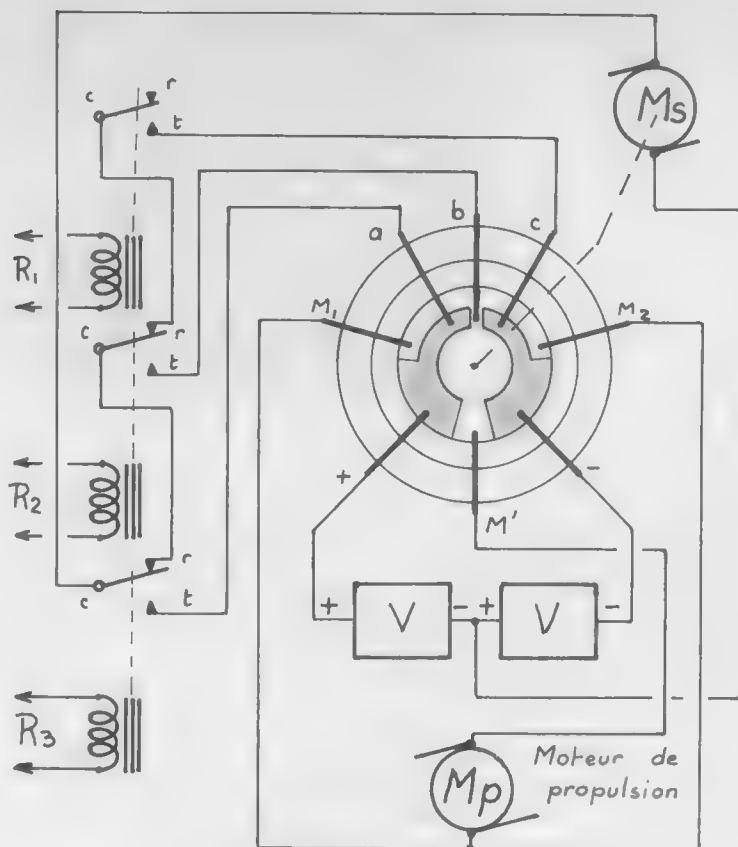 Ms
c r
t
R1
a b c
M1 M2
c r
t
R2
+ -
M'
c r
t
+ V - + V -
R3
Mp
Moteur de
propulsion